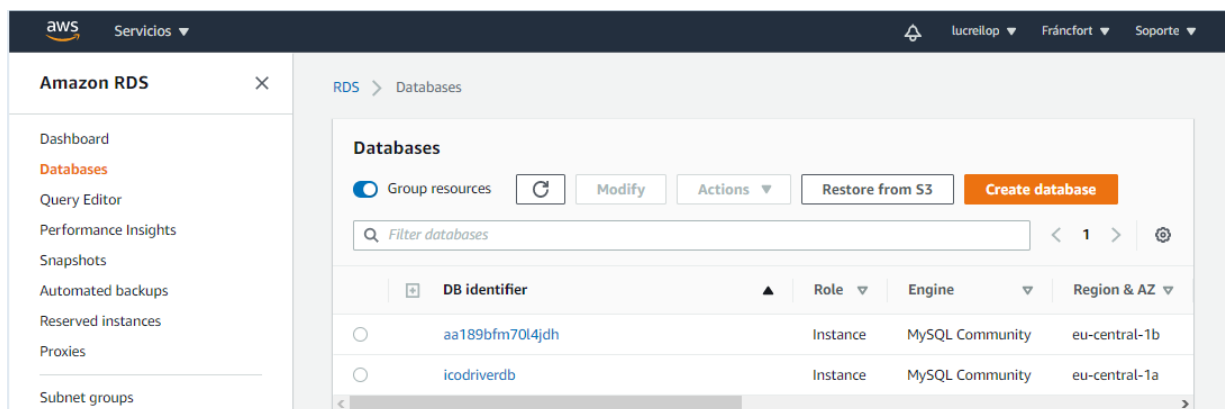 aws Servicios lucreilop Fráncfort Soporte
Amazon RDS
Dashboard
Databases
Query Editor
Performance Insights
Snapshots
Automated backups
Reserved instances
Proxies
Subnet groups
RDS > Databases
Databases
Group resources Modify Actions Restore from S3 Create database
Filter databases < 1 >
DB identifier Role Engine Region & AZ
aa189bfm70l4jdh Instance MySQL Community eu-central-1b
icodriverdb Instance MySQL Community eu-central-1a